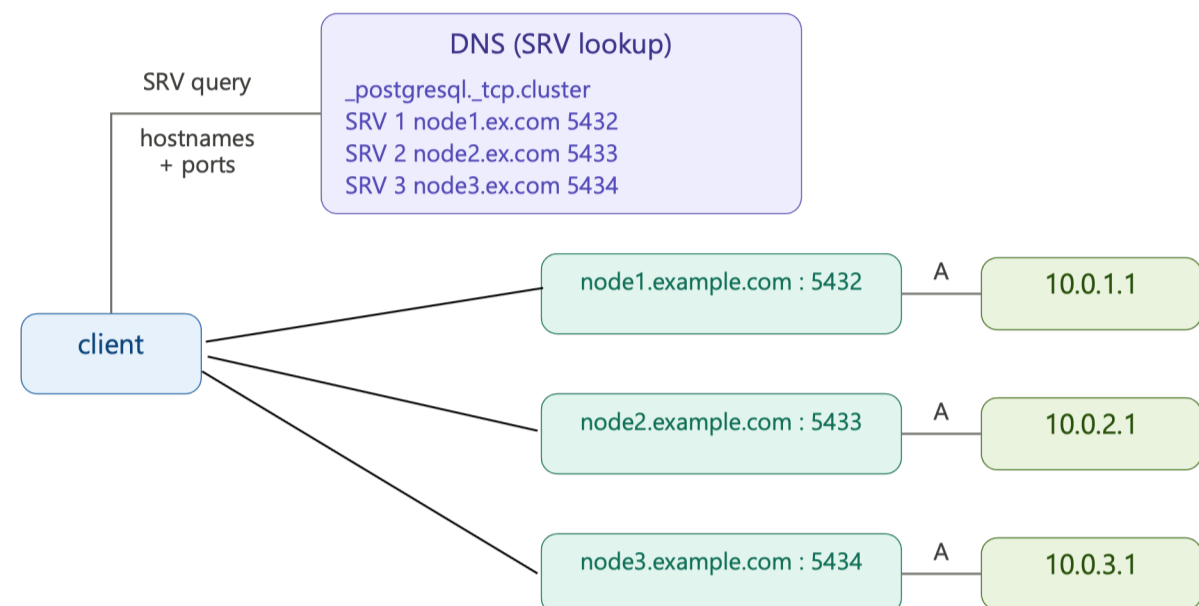 DNS (SRV lookup)
SRV query
_postgresql._tcp.cluster
SRV 1 node1.ex.com 5432
hostnames
+ ports
SRV 2 node2.ex.com 5433
SRV 3 node3.ex.com 5434
node1.example.com : 5432
A
10.0.1.1
client
node2.example.com : 5433
A
10.0.2.1
node3.example.com : 5434
A
10.0.3.1